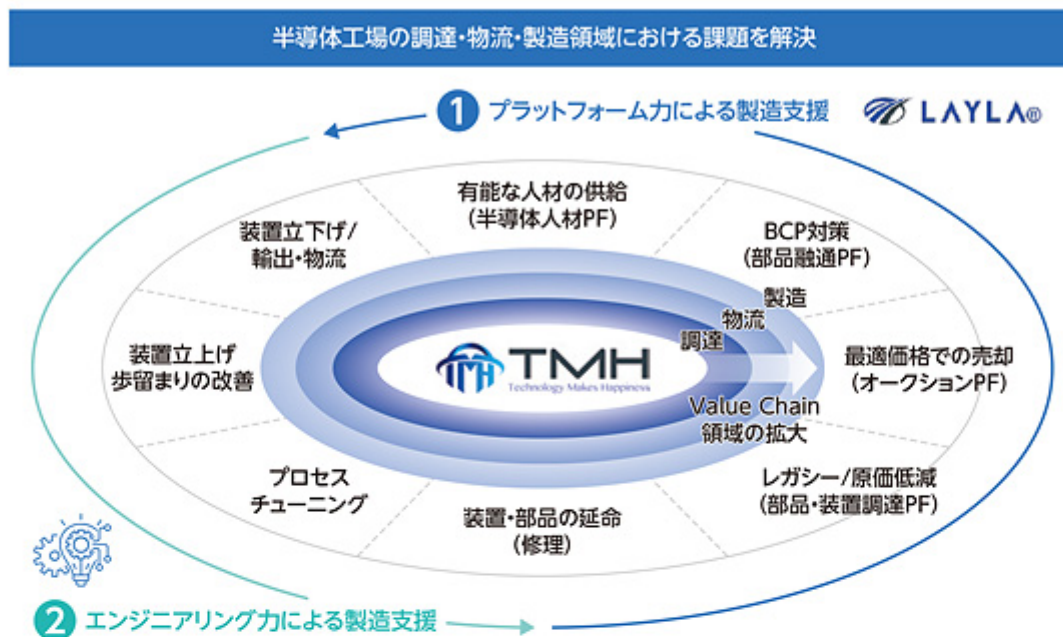 半導体工場の調達・物流・製造領域における課題を解決
1 プラットフォーム力による製造支援
LAYLA®
有能な人材の供給
(半導体人材PF)
装置立下げ/
輸出・物流
BCP対策
(部品融通PF)
製造
物流
調達
装置立上げ
歩留まりの改善
TMH
TMH
Technology Makes Happiness
最適価格での売却
(オークションPF)
Value Chain
領域の拡大
プロセス
チューニング
装置・部品の延命
(修理)
レガシー/原価低減
(部品・装置調達PF)
2 エンジニアリング力による製造支援